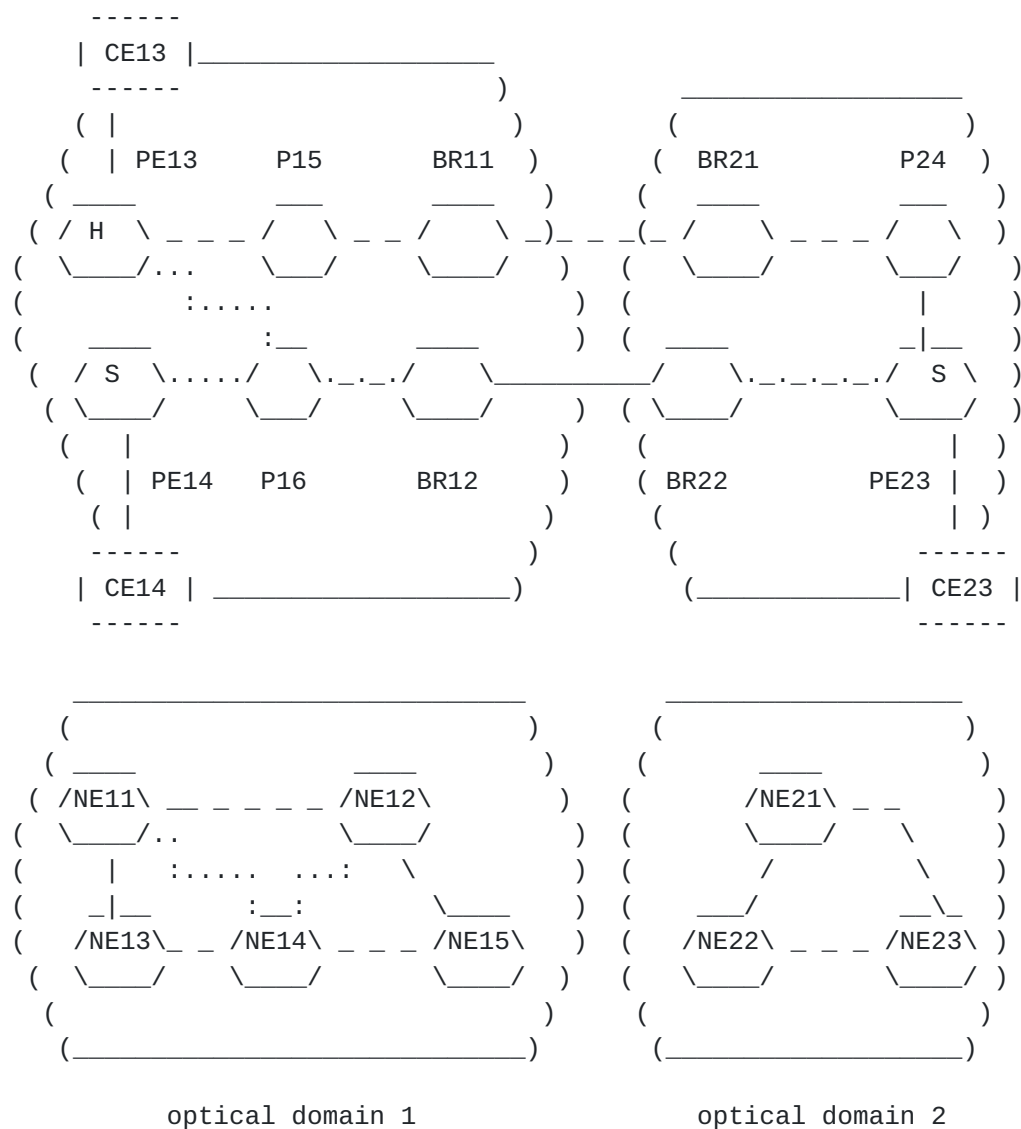 CE13
PE13 P15 BR11 BR21 P24
H
S S
PE14 P16 BR12 BR22 PE23
CE14 CE23
NE11 NE12 NE21
NE13 NE14 NE15 NE22 NE23
optical domain 1 optical domain 2